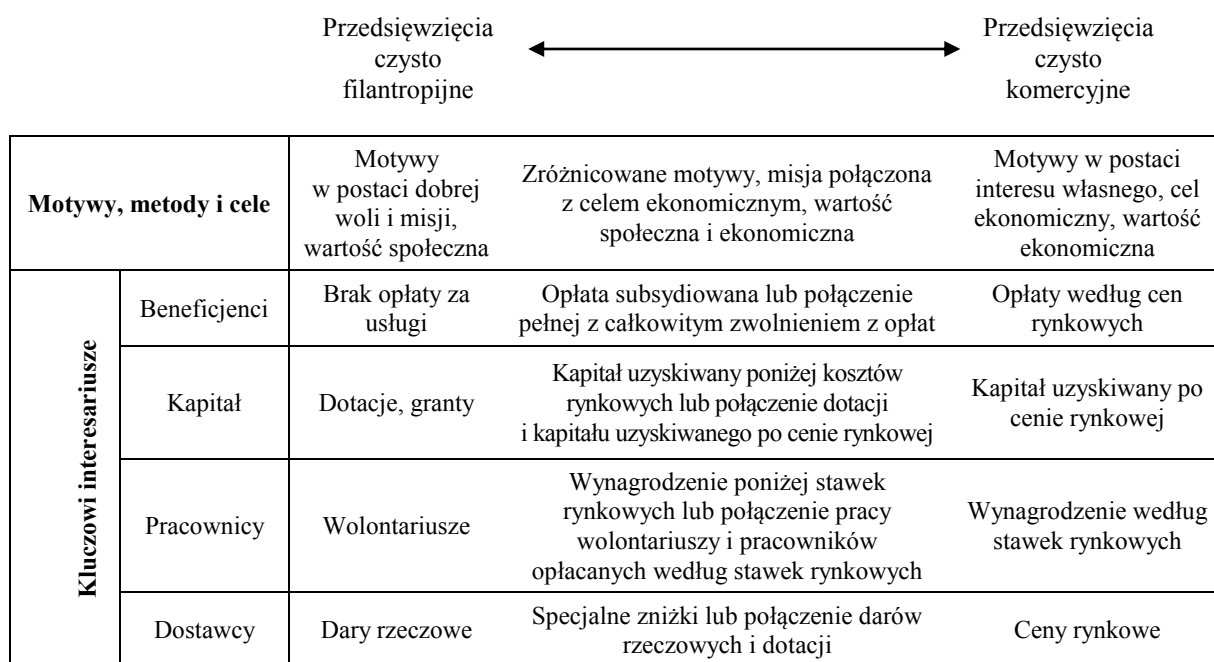 Przedsięwzięcia
czysto
filantropijne
Przedsięwzięcia
czysto
komercyjne
Motywy, metody i cele
Motywy
w postaci dobrej
woli i misji,
wartość społeczna
Zróżnicowane motywy, misja połączona
z celem ekonomicznym, wartość
społeczna i ekonomiczna
Motywy w postaci
interesu własnego, cel
ekonomiczny, wartość
ekonomiczna
Kluczowi interesariusze
Beneficjenci
Brak opłaty za
usługi
Opłata subsydiowana lub połączenie
pełnej z całkowitym zwolnieniem z opłat
Opłaty według cen
rynkowych
Kapitał
Dotacje, granty
Kapitał uzyskiwany poniżej kosztów
rynkowych lub połączenie dotacji
i kapitału uzyskiwanego po cenie rynkowej
Kapitał uzyskiwany po
cenie rynkowej
Pracownicy
Wolontariusze
Wynagrodzenie poniżej stawek
rynkowych lub połączenie pracy
wolontariuszy i pracowników
opłacanych według stawek rynkowych
Wynagrodzenie według
stawek rynkowych
Dostawcy
Dary rzeczowe
Specjalne zniżki lub połączenie darów
rzeczowych i dotacji
Ceny rynkowe